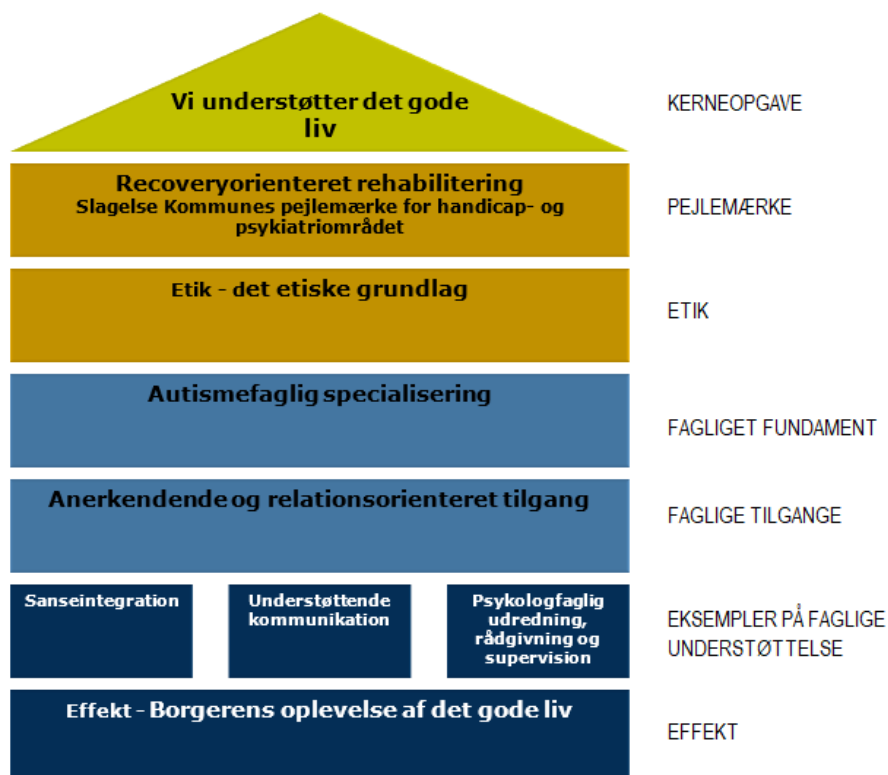 Vi understøtter det gode
liv
KERNEOPGAVE
Recoveryorienteret rehabilitering
Slagelse Kommunes pejlemærke for handicap- og
psykiatriområdet
PEJLEMÆRKE
Etik - det etiske grundlag
ETIK
Autismefaglig specialisering
FAGLIGET FUNDAMENT
Anerkendende og relationsorienteret tilgang
FAGLIGE TILGANGE
Sanseintegration
Understøttende
kommunikation
Psykologfaglig
udredning,
rådgivning og
supervision
EKSEMPLER PÅ FAGLIGE
UNDERSTØTTELSE
Effekt - Borgerens oplevelse af det gode liv
EFFEKT